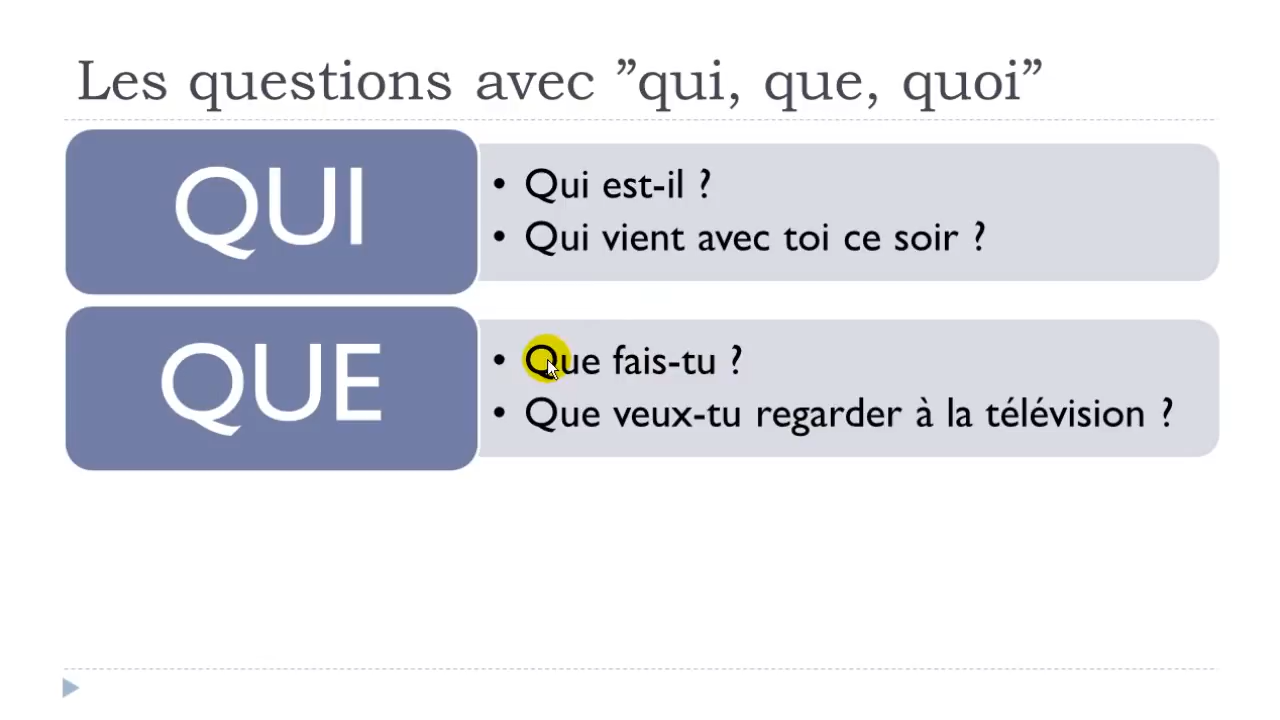 Les questions avec ”qui, que, quoi”
QUI
• Qui est-il ?
• Qui vient avec toi ce soir ?
QUE
• Que fais-tu ?
• Que veux-tu regarder à la télévision ?